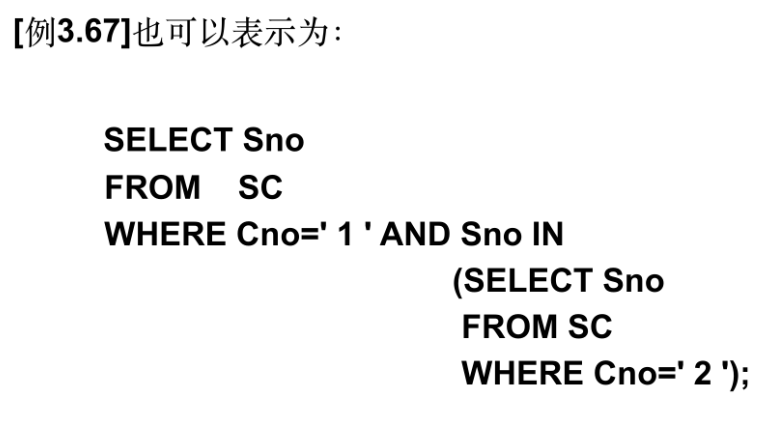 [例3.67]也可以表示为：
SELECT Sno
FROM SC
WHERE Cno=' 1 ' AND Sno IN
(SELECT Sno
FROM SC
WHERE Cno=' 2 ');